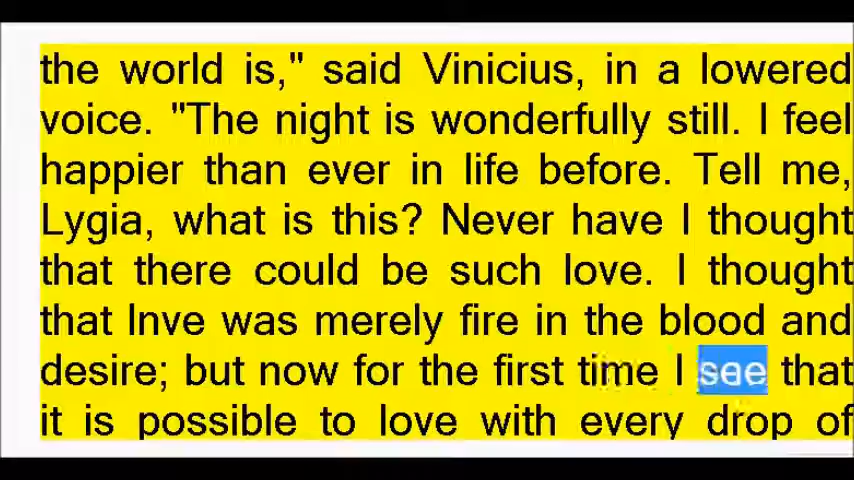 the world is," said Vinicius, in a lowered
voice. "The night is wonderfully still. I feel
happier than ever in life before. Tell me,
Lygia, what is this? Never have I thought
that there could be such love. I thought
that Inve was merely fire in the blood and
desire; but now for the first time I see that
it is possible to love with every drop of